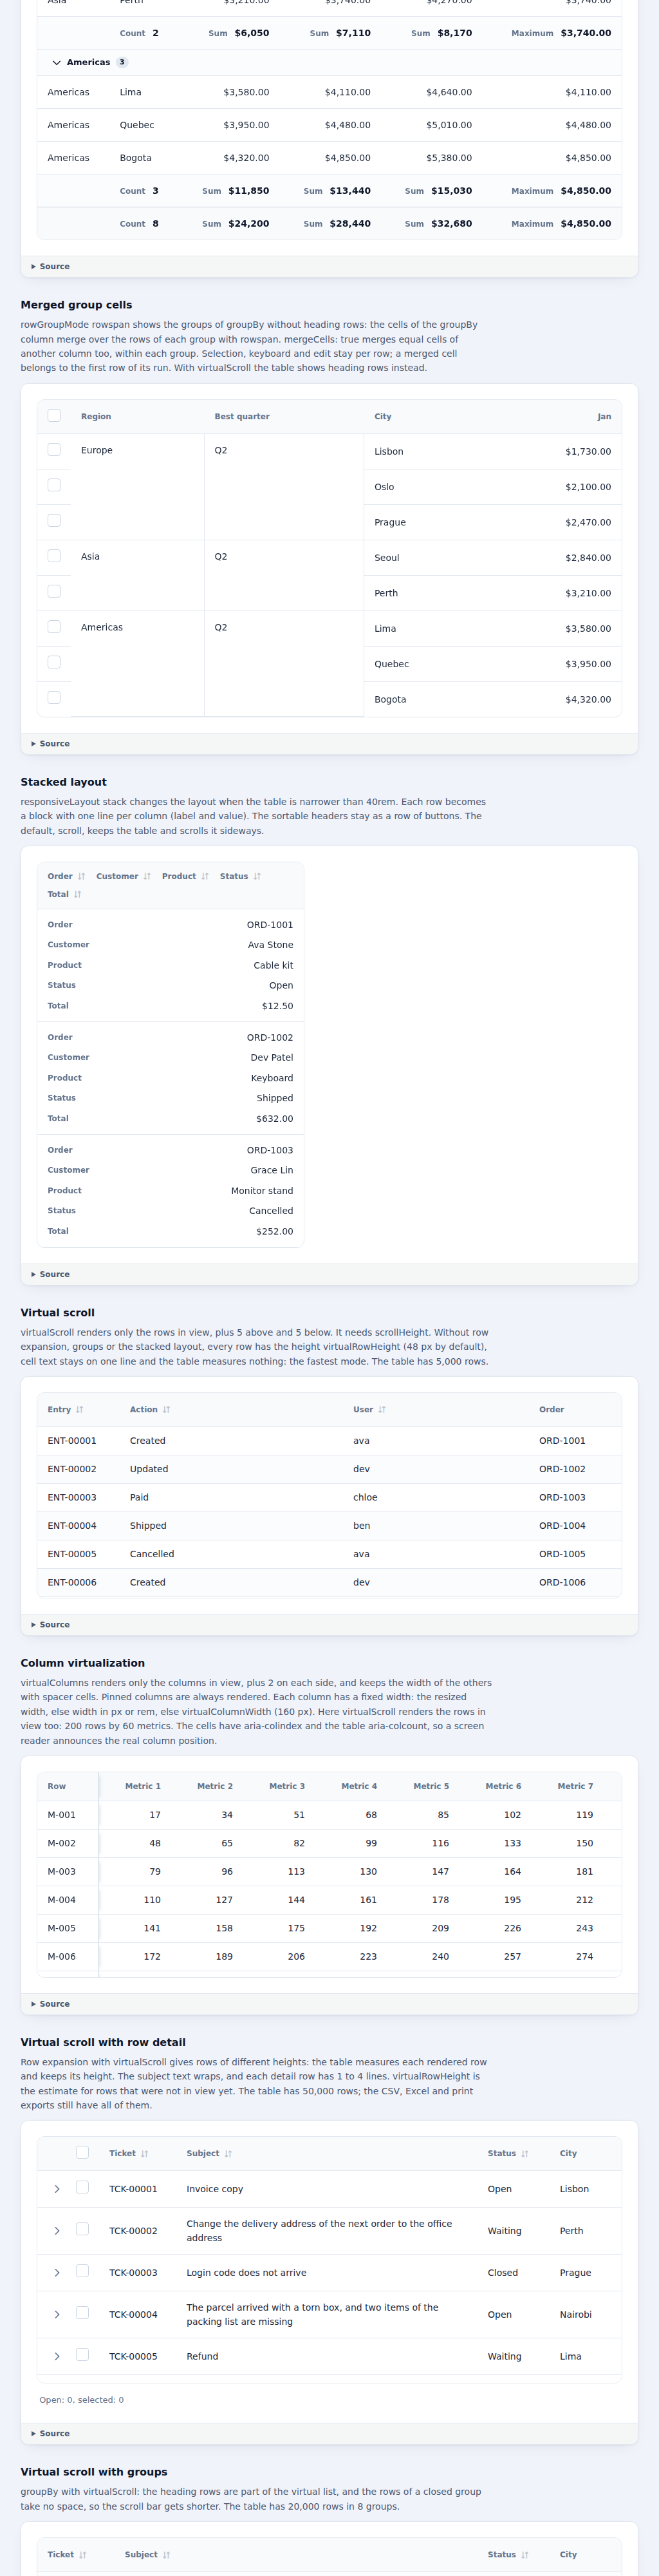 Asia Perth $3,210.00 $3,740.00 $4,270.00 $3,740.00
Count 2 Sum $6,050 Sum $7,110 Sum $8,170 Maximum $3,740.00
Americas 3
Americas Lima $3,580.00 $4,110.00 $4,640.00 $4,110.00
Americas Quebec $3,950.00 $4,480.00 $5,010.00 $4,480.00
Americas Bogota $4,320.00 $4,850.00 $5,380.00 $4,850.00
Count 3 Sum $11,850 Sum $13,440 Sum $15,030 Maximum $4,850.00
Count 8 Sum $24,200 Sum $28,440 Sum $32,680 Maximum $4,850.00
Source
Merged group cells
rowGroupMode rowspan shows the groups of groupBy without heading rows: the cells of the groupBy
column merge over the rows of each group with rowspan. mergeCells: true merges equal cells of
another column too, within each group. Selection, keyboard and edit stay per row; a merged cell
belongs to the first row of its run. With virtualScroll the table shows heading rows instead.
Region Best quarter City Jan
Europe Q2 Lisbon $1,730.00
Oslo $2,100.00
Prague $2,470.00
Asia Q2 Seoul $2,840.00
Perth $3,210.00
Americas Q2 Lima $3,580.00
Quebec $3,950.00
Bogota $4,320.00
Source
Stacked layout
responsiveLayout stack changes the layout when the table is narrower than 40rem. Each row becomes
a block with one line per column (label and value). The sortable headers stay as a row of buttons. The
default, scroll, keeps the table and scrolls it sideways.
Order Customer Product Status
Total
Order ORD-1001
Customer Ava Stone
Product Cable kit
Status Open
Total $12.50
Order ORD-1002
Customer Dev Patel
Product Keyboard
Status Shipped
Total $632.00
Order ORD-1003
Customer Grace Lin
Product Monitor stand
Status Cancelled
Total $252.00
Source
Virtual scroll
virtualScroll renders only the rows in view, plus 5 above and 5 below. It needs scrollHeight. Without row
expansion, groups or the stacked layout, every row has the height virtualRowHeight (48 px by default),
cell text stays on one line and the table measures nothing: the fastest mode. The table has 5,000 rows.
Entry Action User Order
ENT-00001 Created ava ORD-1001
ENT-00002 Updated dev ORD-1002
ENT-00003 Paid chloe ORD-1003
ENT-00004 Shipped ben ORD-1004
ENT-00005 Cancelled ava ORD-1005
ENT-00006 Created dev ORD-1006
Source
Column virtualization
virtualColumns renders only the columns in view, plus 2 on each side, and keeps the width of the others
with spacer cells. Pinned columns are always rendered. Each column has a fixed width: the resized
width, else width in px or rem, else virtualColumnWidth (160 px). Here virtualScroll renders the rows in
view too: 200 rows by 60 metrics. The cells have aria-colindex and the table aria-colcount, so a screen
reader announces the real column position.
Row Metric 1 Metric 2 Metric 3 Metric 4 Metric 5 Metric 6 Metric 7
M-001 17 34 51 68 85 102 119
M-002 48 65 82 99 116 133 150
M-003 79 96 113 130 147 164 181
M-004 110 127 144 161 178 195 212
M-005 141 158 175 192 209 226 243
M-006 172 189 206 223 240 257 274
Source
Virtual scroll with row detail
Row expansion with virtualScroll gives rows of different heights: the table measures each rendered row
and keeps its height. The subject text wraps, and each detail row has 1 to 4 lines. virtualRowHeight is
the estimate for rows that were not in view yet. The table has 50,000 rows; the CSV, Excel and print
exports still have all of them.
Ticket Subject Status City
TCK-00001 Invoice copy Open Lisbon
TCK-00002 Change the delivery address of the next order to the office
address Waiting Perth
TCK-00003 Login code does not arrive Closed Prague
TCK-00004 The parcel arrived with a torn box, and two items of the
packing list are missing Open Nairobi
TCK-00005 Refund Waiting Lima
Open: 0, selected: 0
Source
Virtual scroll with groups
groupBy with virtualScroll: the heading rows are part of the virtual list, and the rows of a closed group
take no space, so the scroll bar gets shorter. The table has 20,000 rows in 8 groups.
Ticket Subject Status City